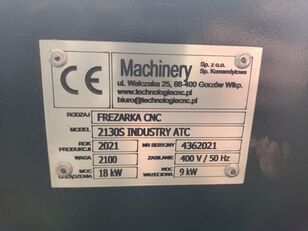 CE
Machinery Sp. z o.o.
Sp. Komandytowa
ul. Walczaka 25, 66-400 Gorzów Wlkp.
www.technologiecnc.pl
biuro@technologiecnc.pl
RODZAJ FREZARKA CNC
MODEL 2130S INDUSTRY ATC
ROK PRODUKCJI 2021 NR SERYJNY 4362021
WAGA 2100 ZASILANIE 400 V / 50 Hz
MOC URZĄDZENIA 18 kW MOC WRZECIONA 9 kW